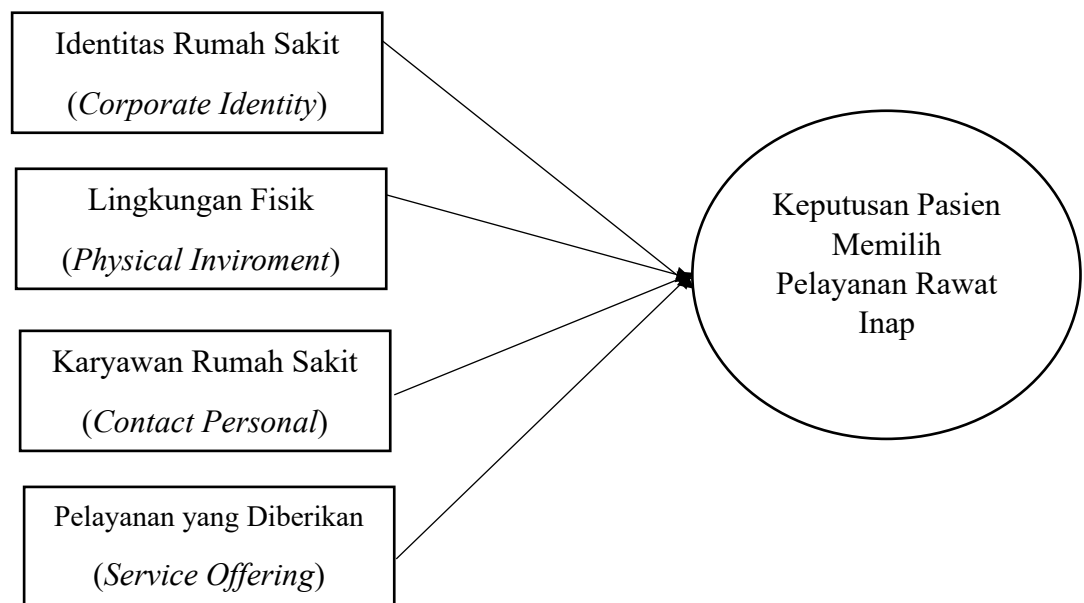 Identitas Rumah Sakit
(Corporate Identity)
Lingkungan Fisik
(Physical Inviroment)
Karyawan Rumah Sakit
(Contact Personal)
Pelayanan yang Diberikan
(Service Offering)
Keputusan Pasien
Memilih
Pelayanan Rawat
Inap